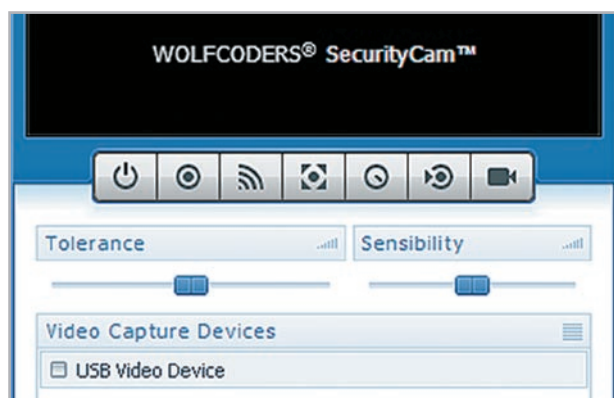 WOLFCODERS® SecurityCam™
Tolerance
Sensibility
Video Capture Devices
USB Video Device